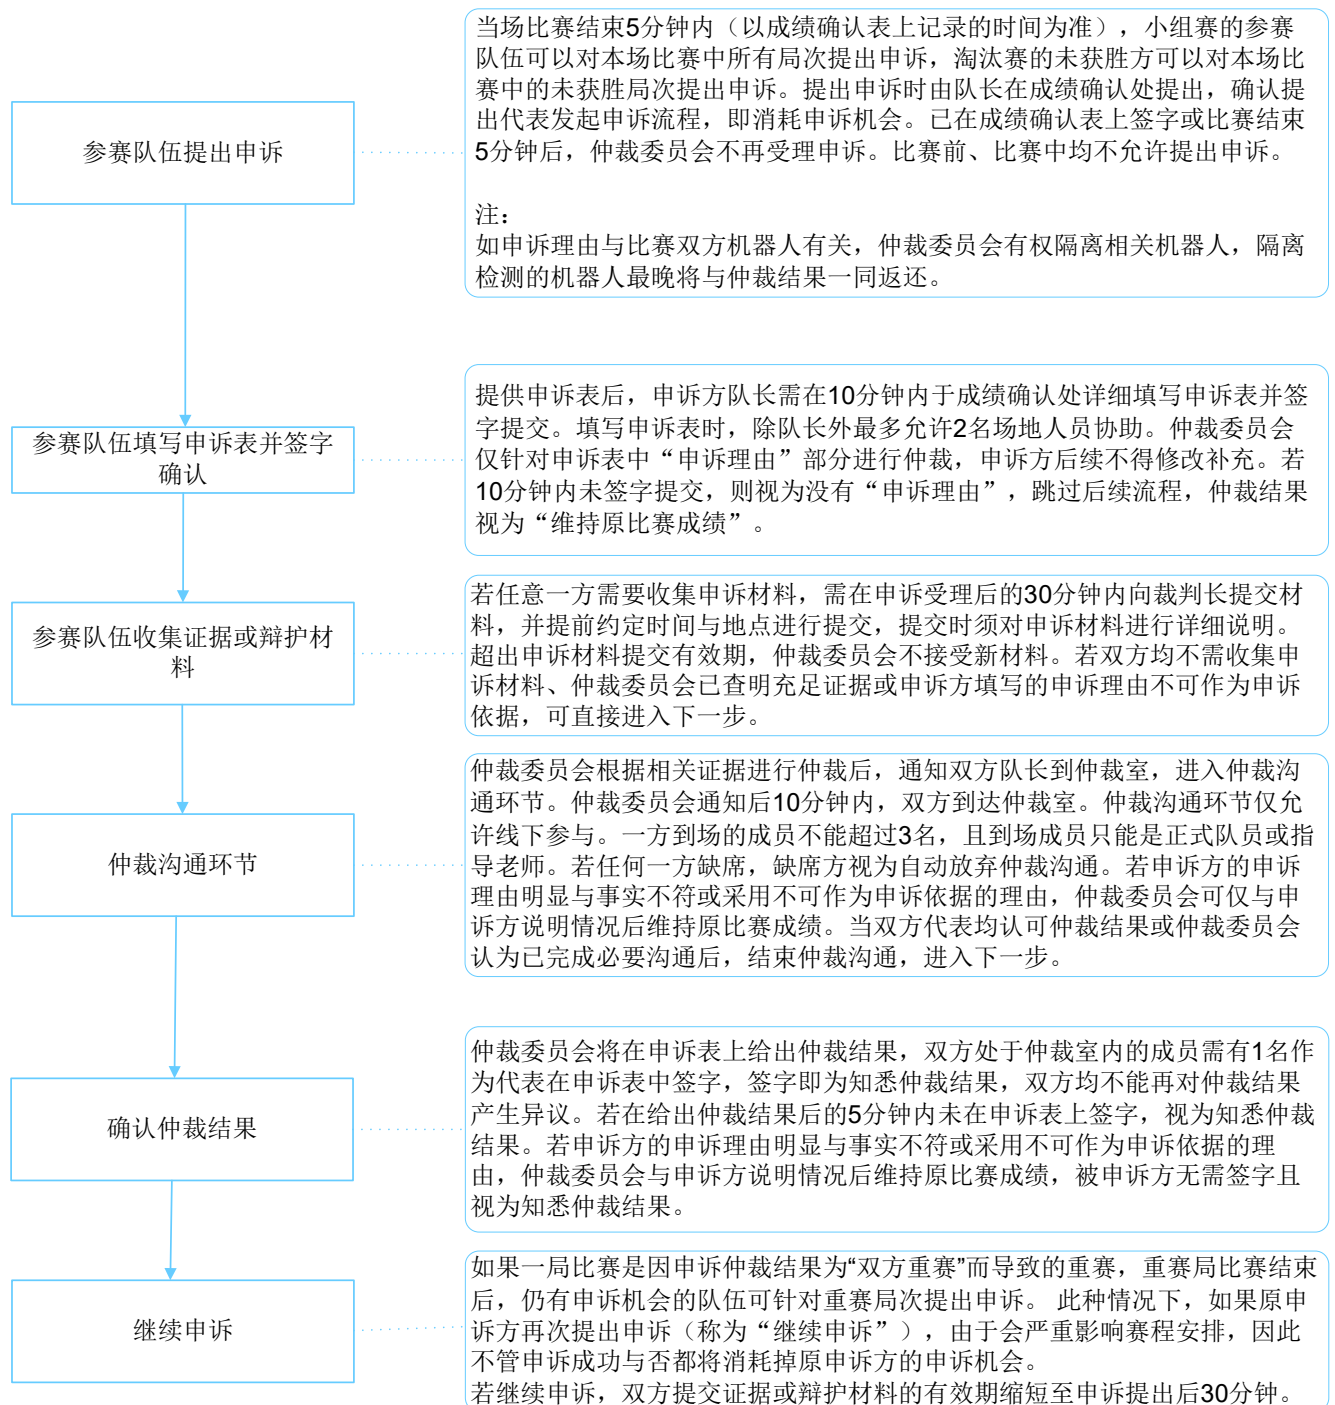 参赛队伍提出申诉
当场比赛结束5分钟内（以成绩确认表上记录的时间为准），小组赛的参赛
队伍可以对本场比赛中所有局次提出申诉，淘汰赛的未获胜方可以对本场比
赛中的未获胜局次提出申诉。提出申诉时由队长在成绩确认处提出，确认提
出代表发起申诉流程，即消耗申诉机会。已在成绩确认表上签字或比赛结束
5分钟后，仲裁委员会不再受理申诉。比赛前、比赛中均不允许提出申诉。
注：
如申诉理由与比赛双方机器人有关，仲裁委员会有权隔离相关机器人，隔离
检测的机器人最晚将与仲裁结果一同返还。
参赛队伍填写申诉表并签字
确认
提供申诉表后，申诉方队长需在10分钟内于成绩确认处详细填写申诉表并签
字提交。填写申诉表时，除队长外最多允许2名场地人员协助。仲裁委员会
仅针对申诉表中“申诉理由”部分进行仲裁，申诉方后续不得修改补充。若
10分钟内未签字提交，则视为没有“申诉理由”，跳过后续流程，仲裁结果
视为“维持原比赛成绩”。
参赛队伍收集证据或辩护材
料
若任意一方需要收集申诉材料，需在申诉受理后的30分钟内向裁判长提交材
料，并提前约定时间与地点进行提交，提交时须对申诉材料进行详细说明。
超出申诉材料提交有效期，仲裁委员会不接受新材料。若双方均不需收集申
诉材料、仲裁委员会已查明充足证据或申诉方填写的申诉理由不可作为申诉
依据，可直接进入下一步。
仲裁沟通环节
仲裁委员会根据相关证据进行仲裁后，通知双方队长到仲裁室，进入仲裁沟
通环节。仲裁委员会通知后10分钟内，双方到达仲裁室。仲裁沟通环节仅允
许线下参与。一方到场的成员不能超过3名，且到场成员只能是正式队员或指
导老师。若任何一方缺席，缺席方视为自动放弃仲裁沟通。若申诉方的申诉
理由明显与事实不符或采用不可作为申诉依据的理由，仲裁委员会可仅与申
诉方说明情况后维持原比赛成绩。当双方代表均认可仲裁结果或仲裁委员会
认为已完成必要沟通后，结束仲裁沟通，进入下一步。
确认仲裁结果
仲裁委员会将在申诉表上给出仲裁结果，双方处于仲裁室内的成员需有1名作
为代表在申诉表中签字，签字即为知悉仲裁结果，双方均不能再对仲裁结果
产生异议。若在给出仲裁结果后的5分钟内未在申诉表上签字，视为知悉仲裁
结果。若申诉方的申诉理由明显与事实不符或采用不可作为申诉依据的理
由，仲裁委员会与申诉方说明情况后维持原比赛成绩，被申诉方无需签字且
视为知悉仲裁结果。
继续申诉
如果一局比赛是因申诉仲裁结果为“双方重赛”而导致的重赛，重赛局比赛结束
后，仍有申诉机会的队伍可针对重赛局次提出申诉。 此种情况下，如果原申
诉方再次提出申诉（称为“继续申诉”），由于会严重影响赛程安排，因此
不管申诉成功与否都将消耗掉原申诉方的申诉机会。
若继续申诉，双方提交证据或辩护材料的有效期缩短至申诉提出后30分钟。